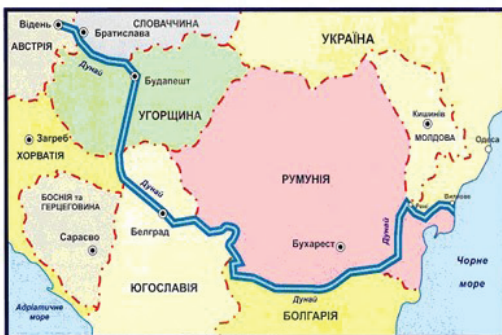 Відень
СЛОВАЧЧИНА
Братислава
АВСТРІЯ
УКРАЇНА
Дунай
Будапешт
УГОРЩИНА
Кишинів
МОЛДОВА
Одеса
Загреб
ХОРВАТІЯ
Дунай
РУМУНІЯ
Рені
Вилкове
БОСНІЯ та
ГЕРЦЕГОВИНА
Белград
Сараєво
Бухарест
Дунай
Чорне
море
ЮГОСЛАВІЯ
Адріатичне
море
Дунай
БОЛГАРІЯ